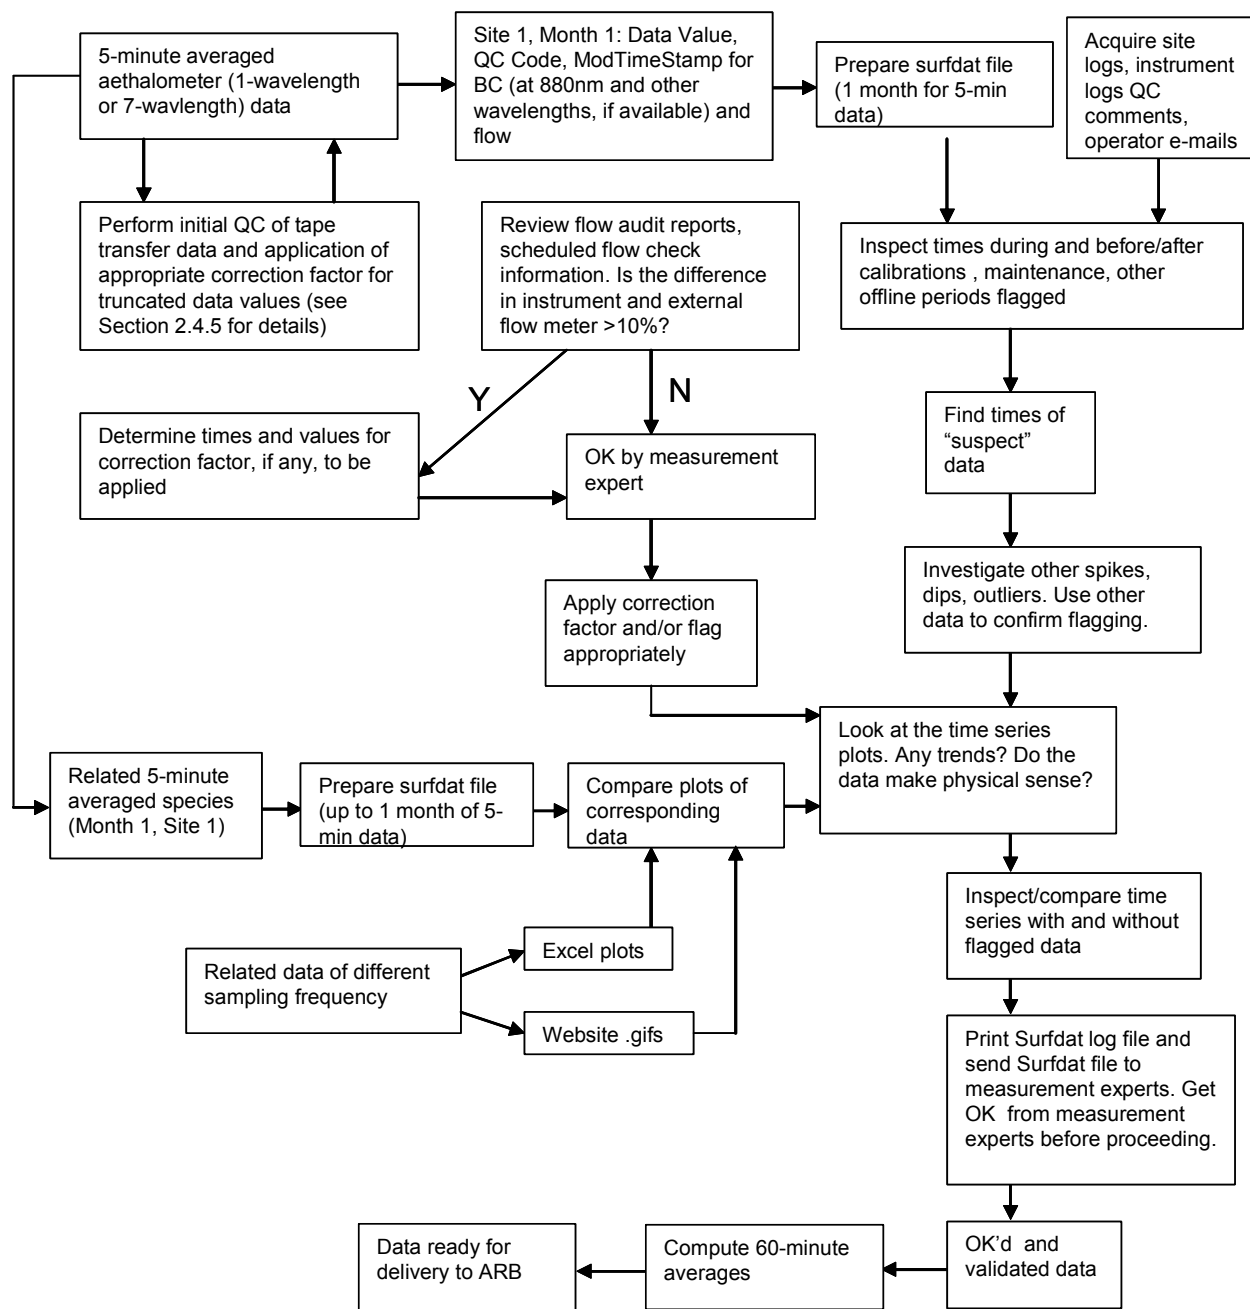 5-minute averaged
aethalometer (1-wavelength
or 7-wavlength) data
Site 1, Month 1: Data Value,
QC Code, ModTimeStamp for
BC (at 880nm and other
wavelengths, if available) and
flow
Prepare surfdat file
(1 month for 5-min
data)
Acquire site
logs, instrument
logs QC
comments,
operator e-mails
Perform initial QC of tape
transfer data and application of
appropriate correction factor for
truncated data values (see
Section 2.4.5 for details)
Review flow audit reports,
scheduled flow check
information. Is the difference
in instrument and external
flow meter >10%?
Inspect times during and before/after
calibrations , maintenance, other
offline periods flagged
Y
N
Determine times and values for
correction factor, if any, to be
applied
OK by measurement
expert
Find times of
“suspect”
data
Investigate other spikes,
dips, outliers. Use other
data to confirm flagging.
Apply correction
factor and/or flag
appropriately
Look at the time series
plots. Any trends? Do the
data make physical sense?
Related 5-minute
averaged species
(Month 1, Site 1)
Prepare surfdat file
(up to 1 month of 5-
min data)
Compare plots of
corresponding
data
Inspect/compare time
series with and without
flagged data
Excel plots
Related data of different
sampling frequency
Website .gifs
Print Surfdat log file and
send Surfdat file to
measurement experts. Get
OK  from measurement
experts before proceeding.
OK’d  and
validated data
Compute 60-minute
averages
Data ready for
delivery to ARB